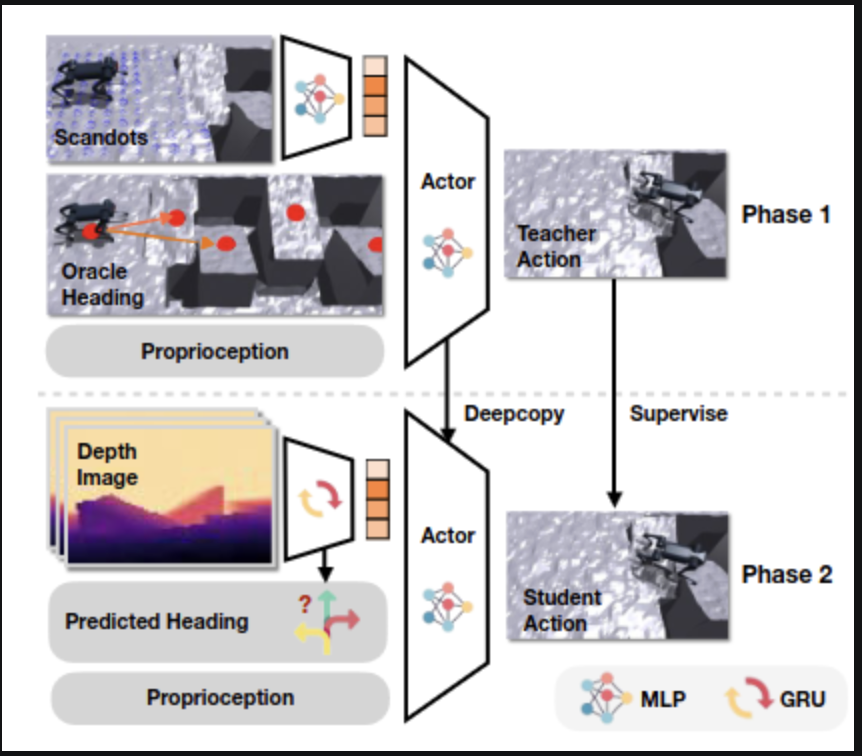 Scandots
Actor
Teacher
Action
Phase 1
Oracle
Heading
Proprioception
Deepcopy
Supervise
Depth
Image
Actor
Phase 2
Student
Action
?
Predicted Heading
Proprioception
MLP
GRU